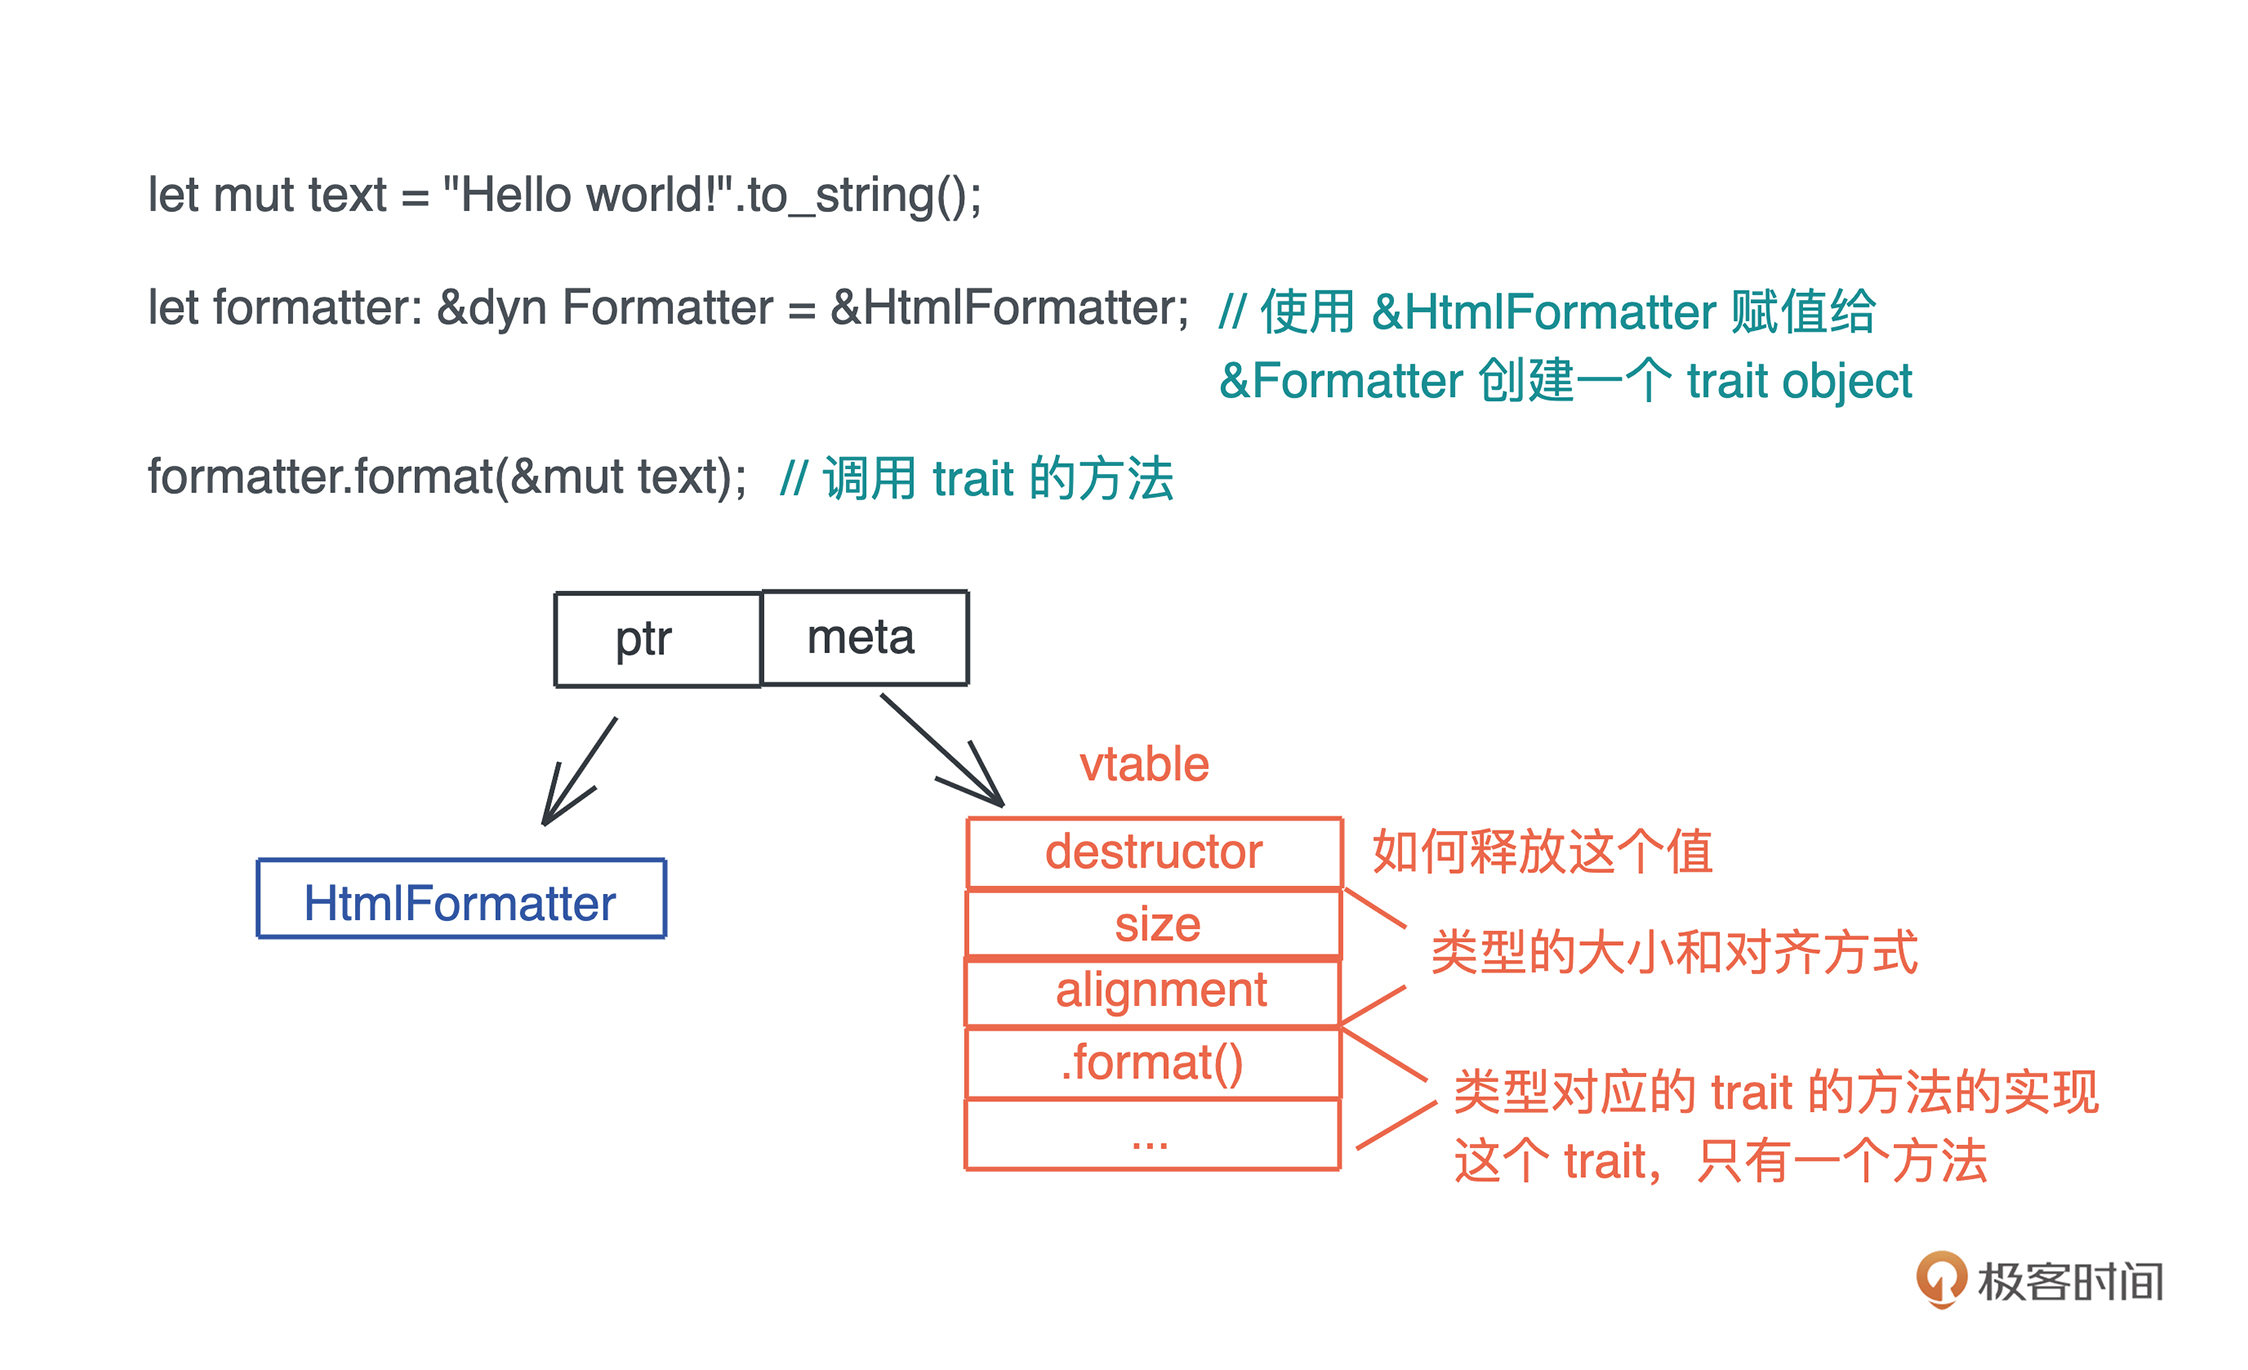 let mut text = "Hello world!".to_string();
let formatter: &dyn Formatter = &HtmlFormatter; // 使用 &HtmlFormatter 赋值给
&Formatter 创建一个 trait object
formatter.format(&mut text); // 调用 trait 的方法
ptr
meta
vtable
HtmlFormatter
destructor
如何释放这个值
size
类型的大小和对齐方式
alignment
.format()
类型对应的 trait 的方法的实现
...
这个 trait，只有一个方法
极客时间